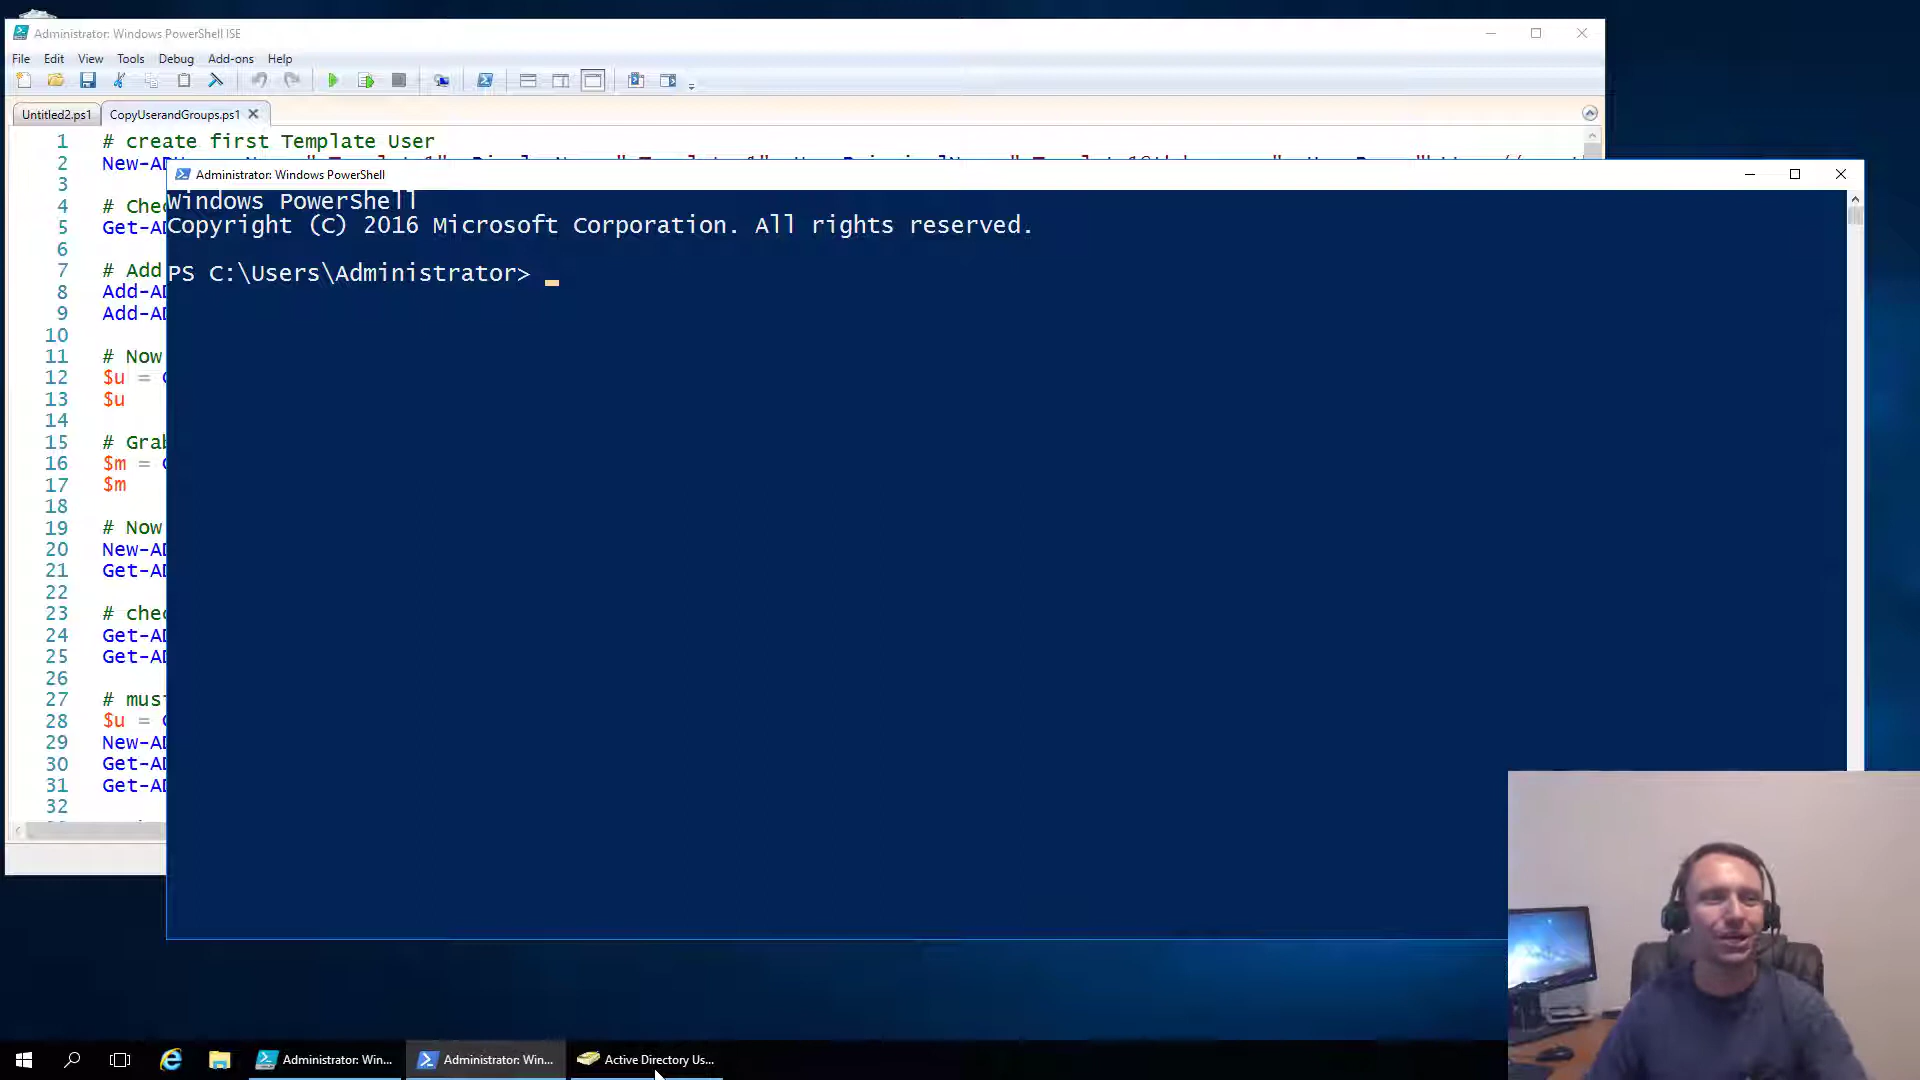 Administrator: Windows PowerShell ISE
File Edit View Tools Debug Add-ons Help
Untitled2.ps1 CopyUserandGroups.ps1
1 # create first Template User
2 New-AD
3
4 # Chec
5 Get-AD
6
7 # Add
8 Add-AD
9 Add-AD
10
11 # Now
12 $u =
13 $u
14
15 # Grab
16 $m =
17 $m
18
19 # Now
20 New-AD
21 Get-AD
22
23 # chec
24 Get-AD
25 Get-AD
26
27 # must
28 $u =
29 New-AD
30 Get-AD
31 Get-AD
32
Administrator: Windows PowerShell
Windows PowerShell
Copyright (C) 2016 Microsoft Corporation. All rights reserved.
PS C:\Users\Administrator> _
Administrator: Win... Administrator: Win... Active Directory Us...